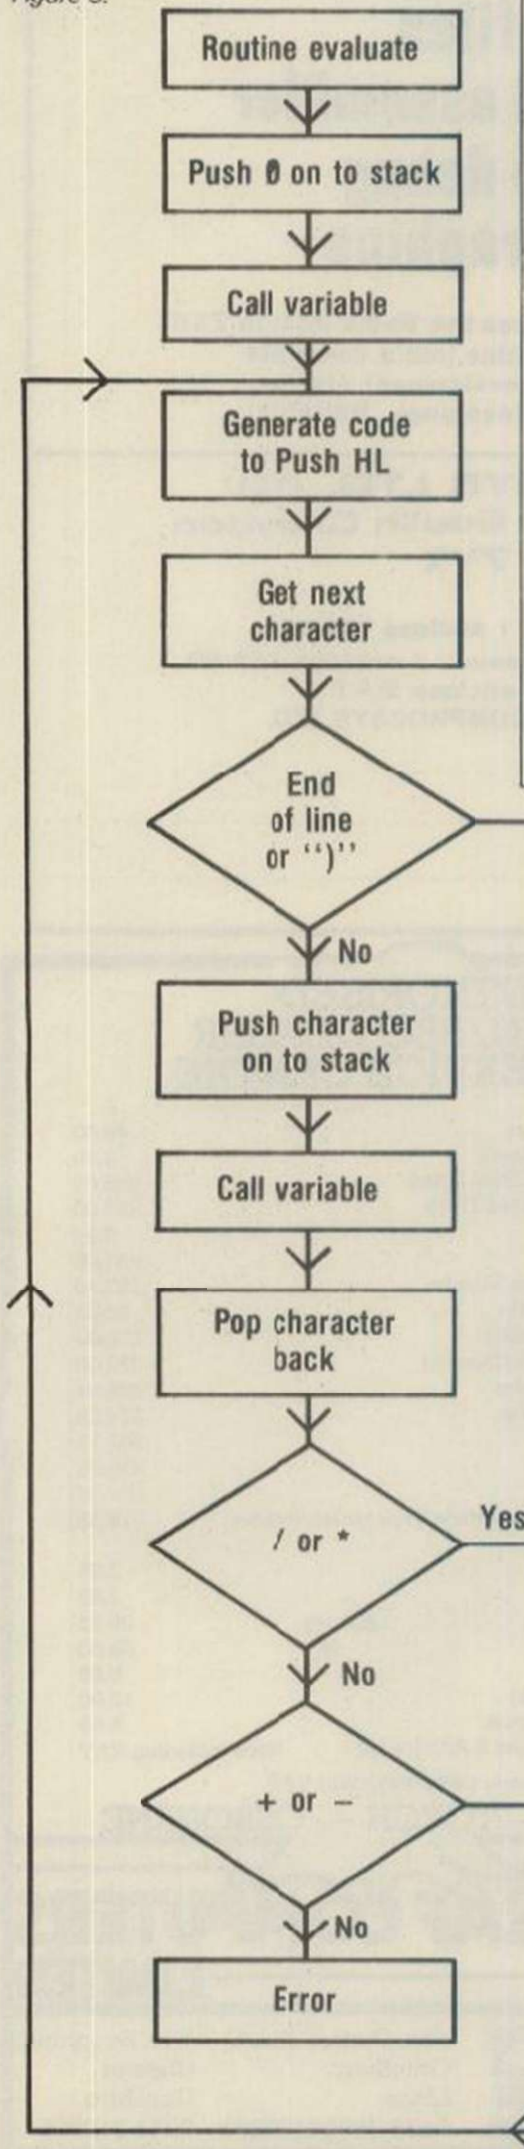 Routine evaluate
Push 0 on to stack
Call variable
Generate code
to Push HL
Get next
character
End
of line
or “)”
No
Push character
on to stack
Call variable
Pop character
back
/ or *
Yes
No
+ or −
No
Error